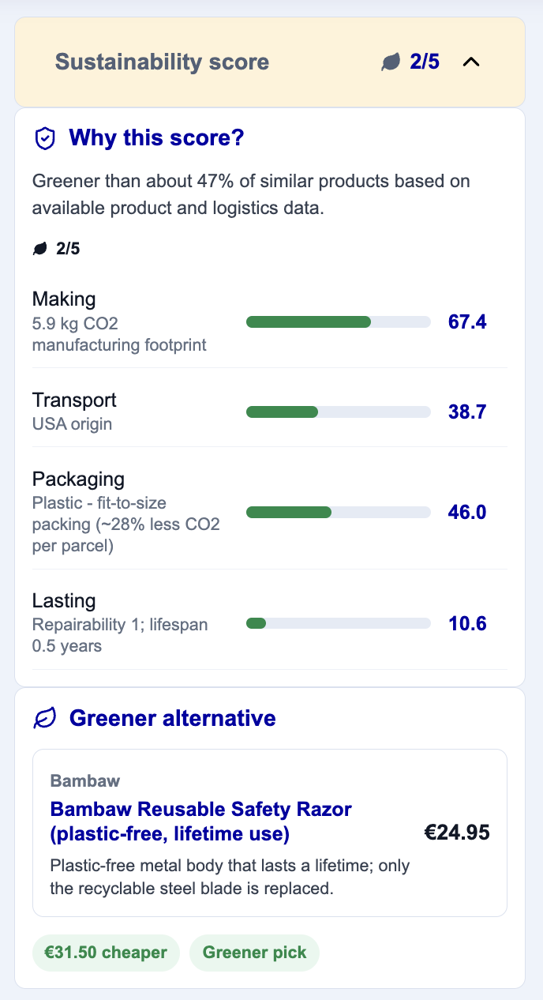 Sustainability score
2/5
Why this score?
Greener than about 47% of similar products based on
available product and logistics data.
2/5
Making
5.9 kg CO2
manufacturing footprint
67.4
Transport
USA origin
38.7
Packaging
Plastic - fit-to-size
packing (~28% less CO2
per parcel)
46.0
Lasting
Repairability 1; lifespan
0.5 years
10.6
Greener alternative
Bambaw
Bambaw Reusable Safety Razor
(plastic-free, lifetime use)
€24.95
Plastic-free metal body that lasts a lifetime; only
the recyclable steel blade is replaced.
€31.50 cheaper
Greener pick